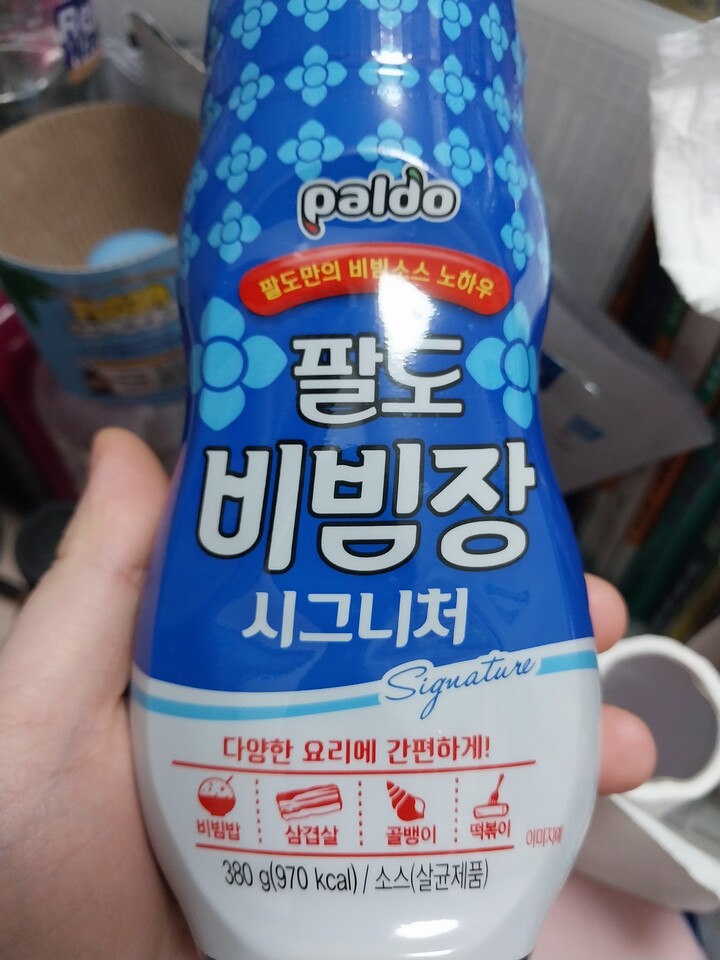 paldo
팔도만의 비빔소스 노하우
팔도
비빔장
시그니처
Signature
다양한 요리에 간편하게!
비빔밥 삼겹살 골뱅이 떡볶이 이미지예
380 g(970 kcal) / 소스(살균제품)